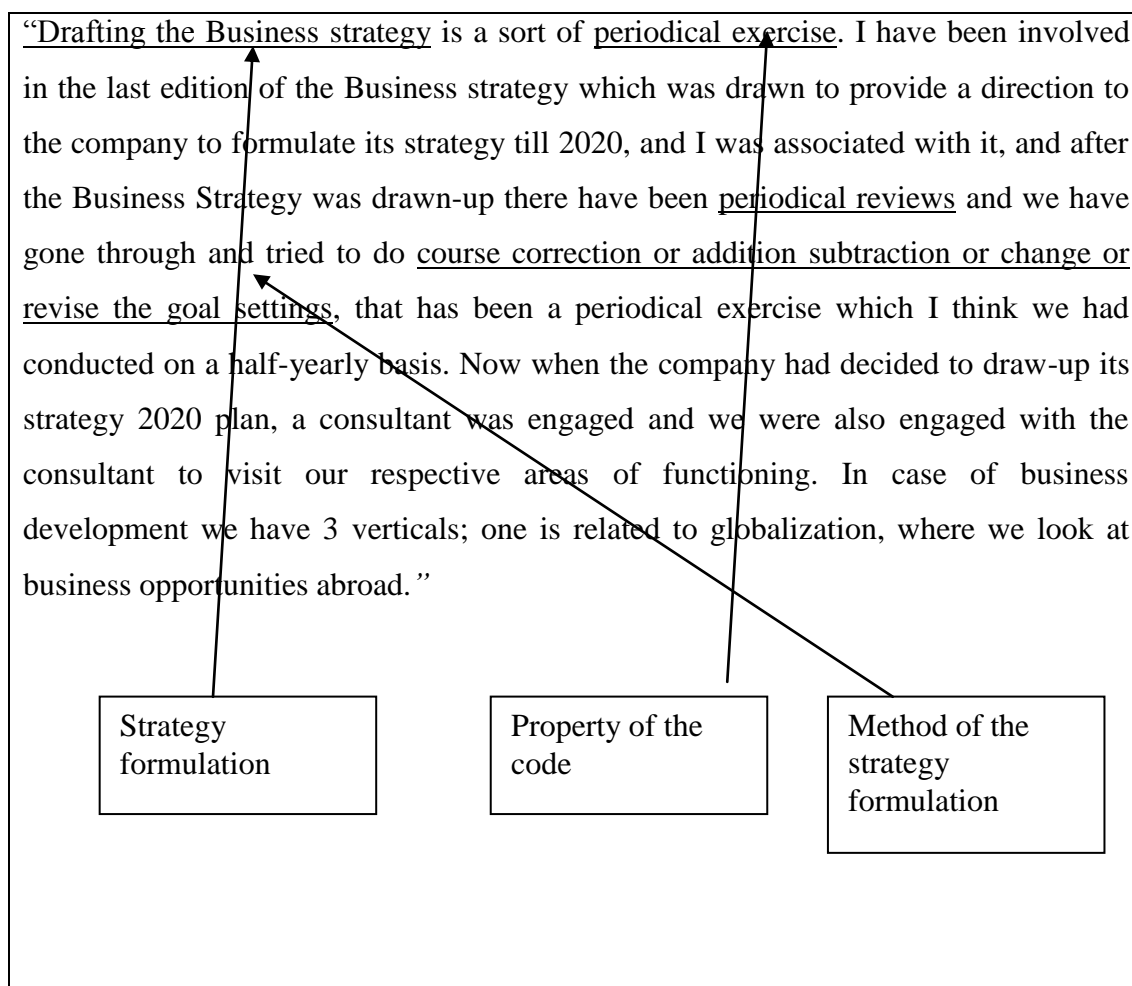 “Drafting the Business strategy is a sort of periodical exercise. I have been involved
in the last edition of the Business strategy which was drawn to provide a direction to
the company to formulate its strategy till 2020, and I was associated with it, and after
the Business Strategy was drawn-up there have been periodical reviews and we have
gone through and tried to do course correction or addition subtraction or change or
revise the goal settings, that has been a periodical exercise which I think we had
conducted on a half-yearly basis. Now when the company had decided to draw-up its
strategy 2020 plan, a consultant was engaged and we were also engaged with the
consultant to visit our respective areas of functioning. In case of business
development we have 3 verticals; one is related to globalization, where we look at
business opportunities abroad.”
Strategy
formulation
Property of the
code
Method of the
strategy
formulation